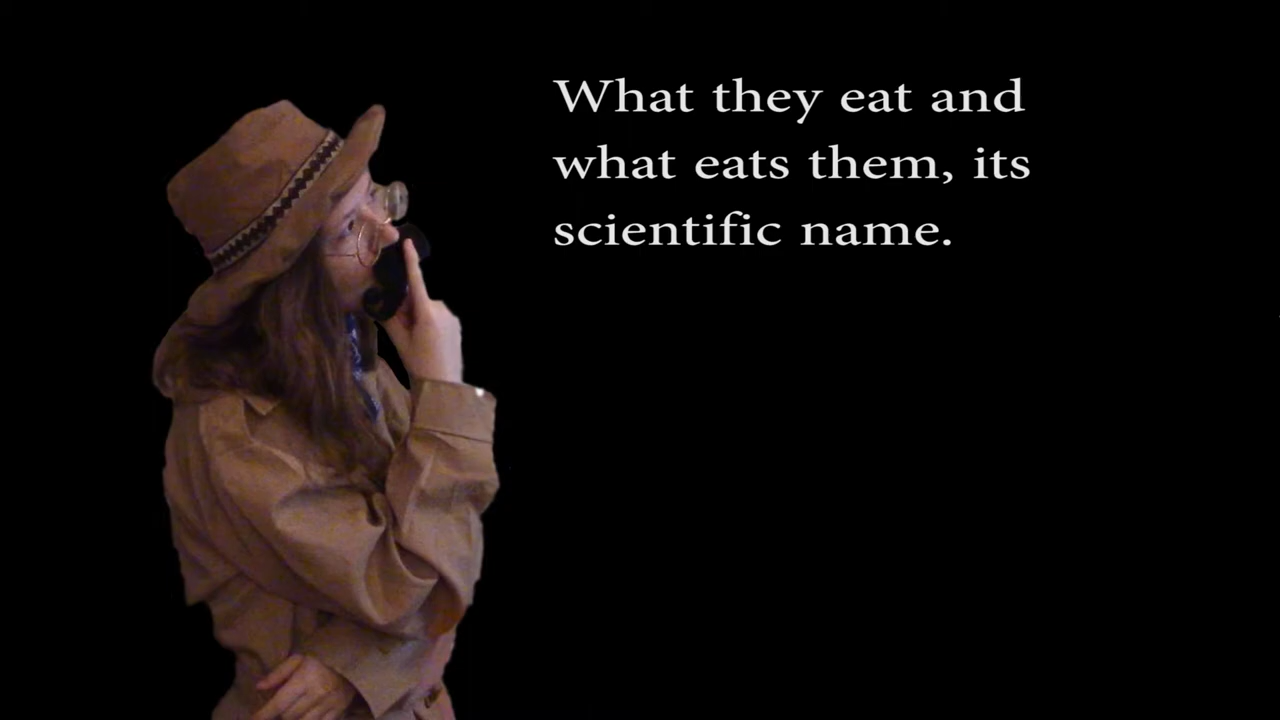 What they eat and
what eats them, its
scientific name.